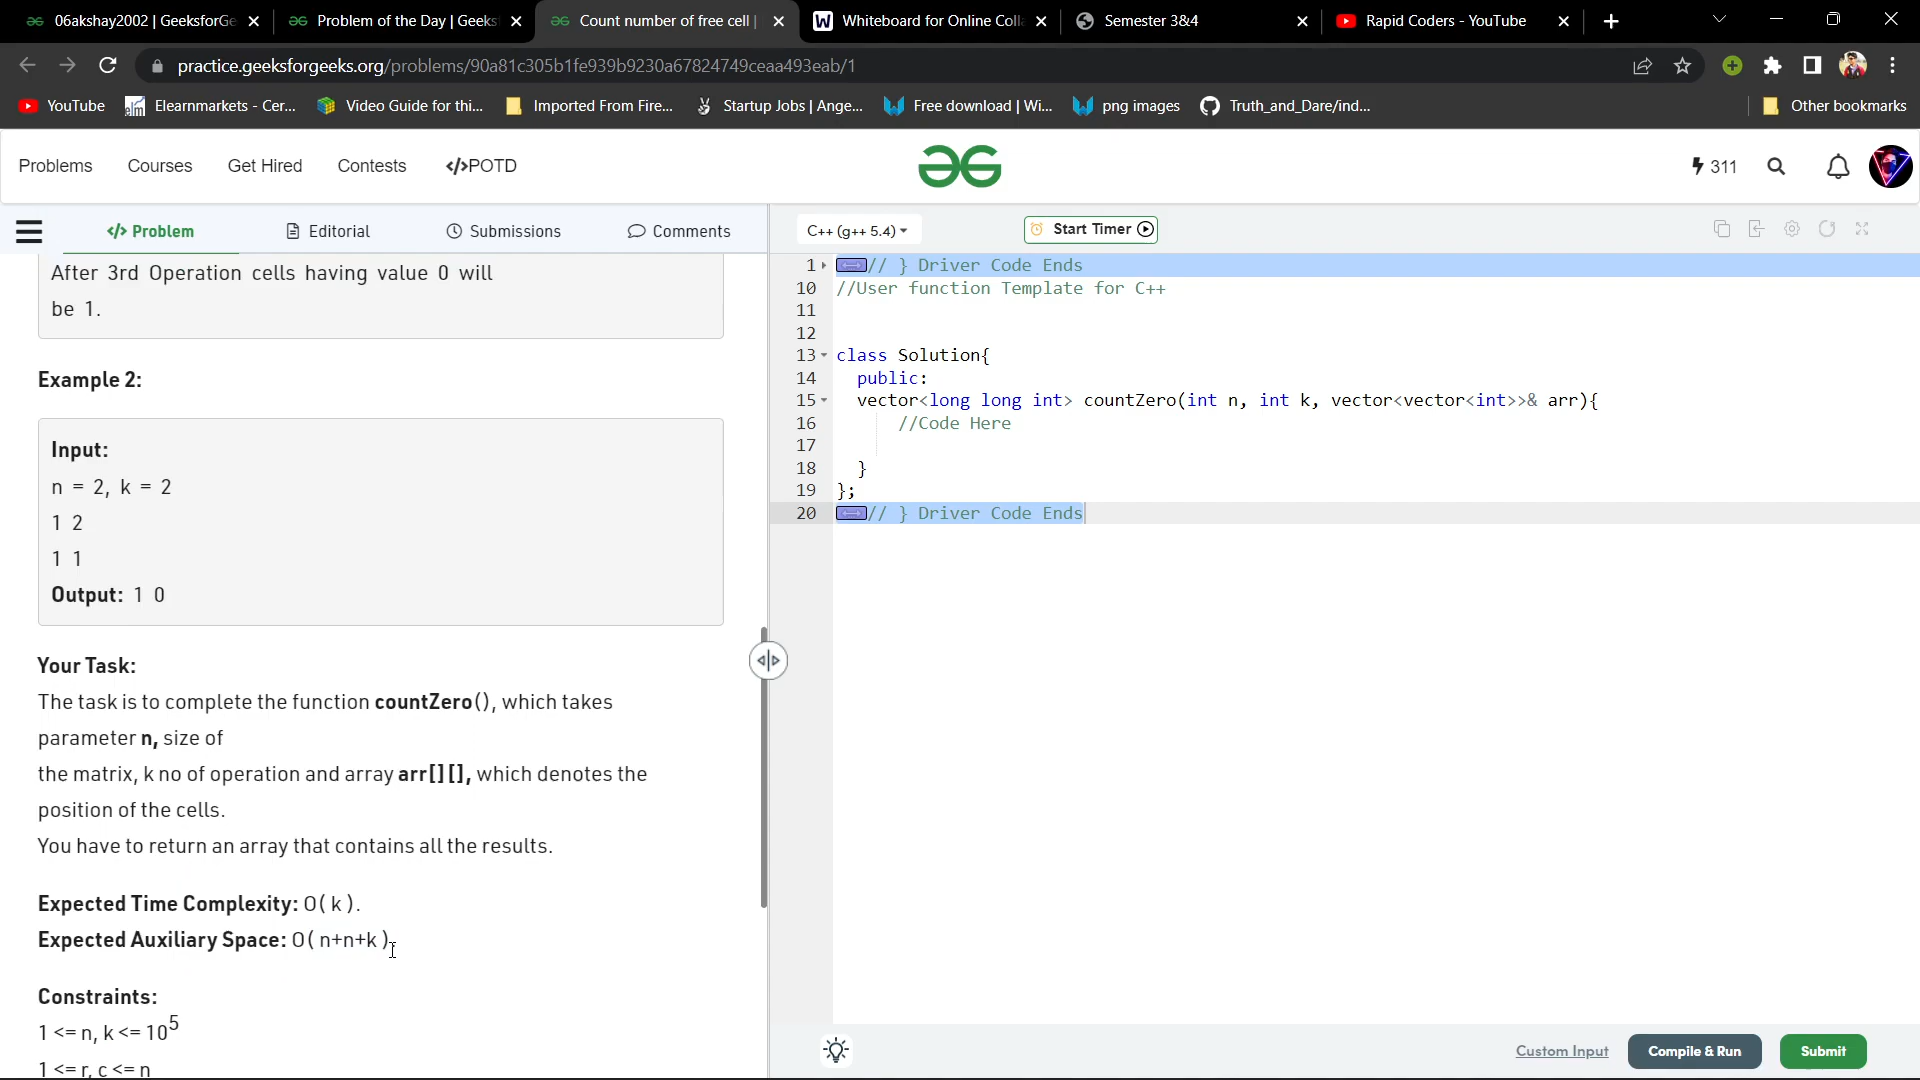 06akshay2002 | GeeksforGe
Problem of the Day | Geeks
Count number of free cell |
Whiteboard for Online Coll
Semester 3&4
Rapid Coders - YouTube
practice.geeksforgeeks.org/problems/90a81c305b1fe939b9230a67824749ceaa493eab/1
YouTube
Elearnmarkets - Cer...
Video Guide for thi...
Imported From Fire...
Startup Jobs | Ange...
Free download | Wi...
png images
Truth_and_Dare/ind...
Other bookmarks
Problems
Courses
Get Hired
Contests
</>POTD
311
</> Problem
Editorial
Submissions
Comments
C++ (g++ 5.4)
Start Timer
After 3rd Operation cells having value 0 will
be 1.
Example 2:
Input:
n = 2, k = 2
1 2
1 1
Output: 1 0
Your Task:
The task is to complete the function countZero(), which takes
parameter n, size of
the matrix, k no of operation and array arr[][], which denotes the
position of the cells.
You have to return an array that contains all the results.
Expected Time Complexity: O( k ).
Expected Auxiliary Space: O( n+n+k ).
Constraints:
1 <= n, k <= 10^5
1 <= r, c <= n
1 // } Driver Code Ends
10 //User function Template for C++
11
12
13 class Solution{
14 public:
15 vector<long long int> countZero(int n, int k, vector<vector<int>>& arr){
16 //Code Here
17
18 }
19 };
20 // } Driver Code Ends
Custom Input
Compile & Run
Submit